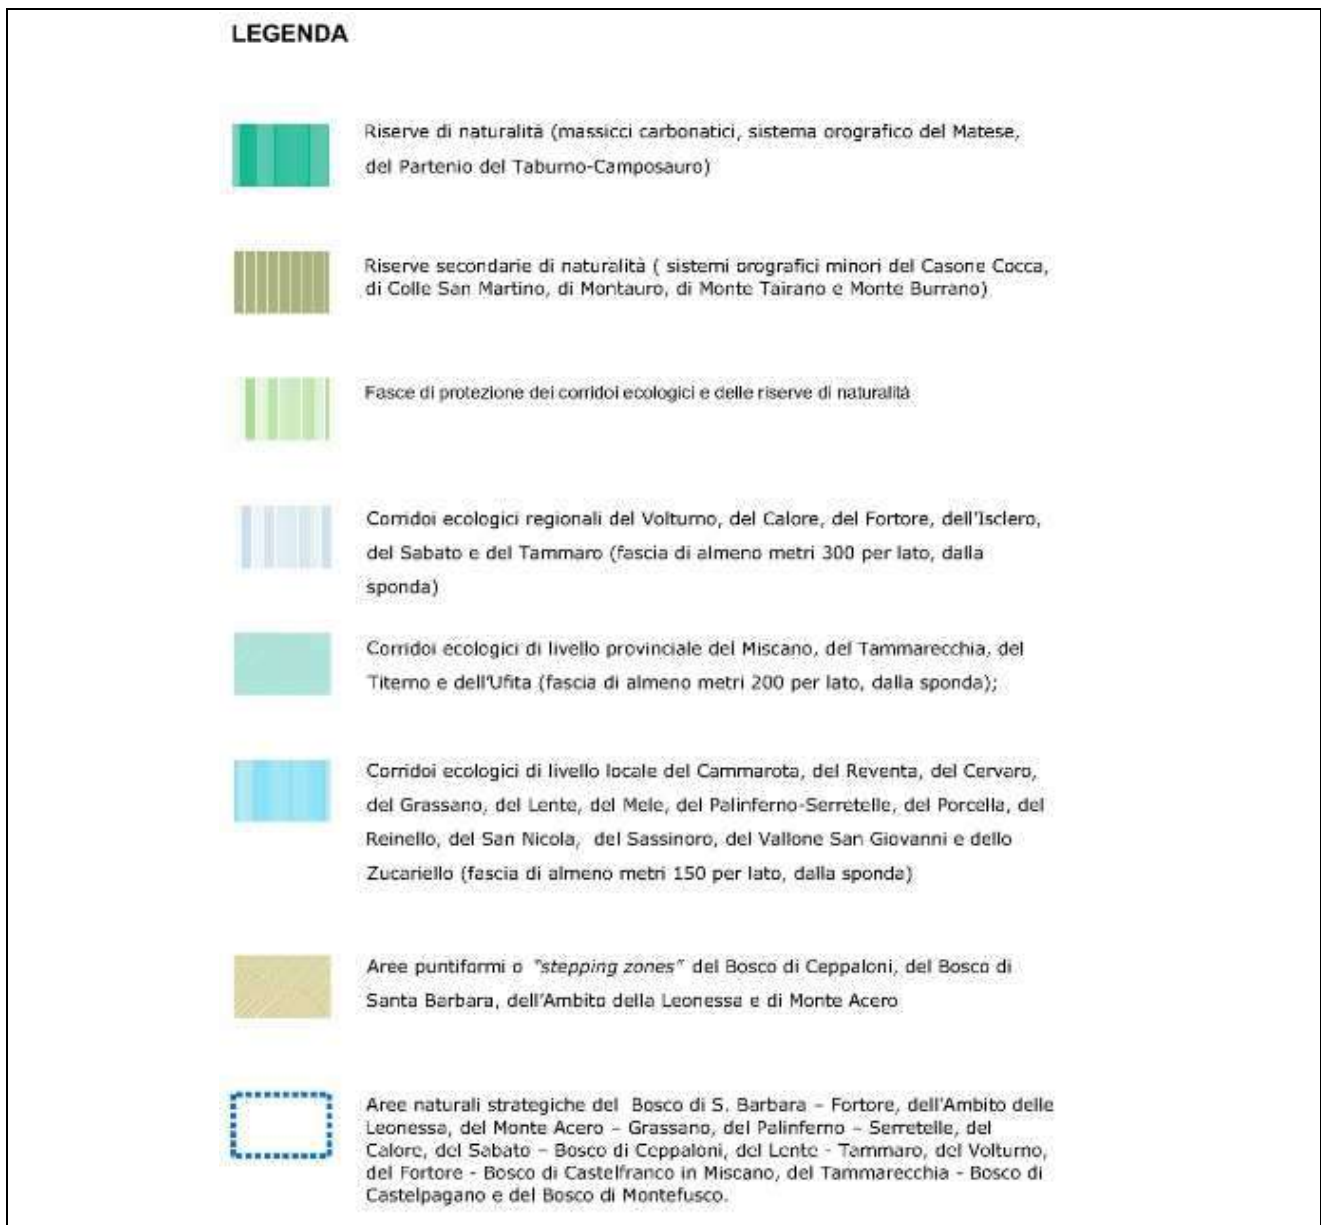 LEGENDA
Riserve di naturalità (massicci carbonatici, sistema orografico del Matese,
del Partenio del Taburno-Camposauro)
Riserve secondarie di naturalità ( sistemi orografici minori del Casone Cocca,
di Colle San Martino, di Montauro, di Monte Tairano e Monte Burrano)
Fasce di protezione dei corridoi ecologici e delle riserve di naturalità
Corridoi ecologici regionali del Volturno, del Calore, del Fortore, dell'Isclero,
del Sabato e del Tammaro (fascia di almeno metri 300 per lato, dalla
sponda)
Corridoi ecologici di livello provinciale del Miscano, del Tammarecchia, del
Titerno e dell'Ufita (fascia di almeno metri 200 per lato, dalla sponda);
Corridoi ecologici di livello locale del Cammarota, del Reventa, del Cervaro,
del Grassano, del Lente, del Mele, del Palinferno-Serretelle, del Porcella, del
Reinello, del San Nicola, del Sassinoro, del Vallone San Giovanni e dello
Zucariello (fascia di almeno metri 150 per lato, dalla sponda)
Aree puntiformi o "stepping zones" del Bosco di Ceppaloni, del Bosco di
Santa Barbara, dell'Ambito della Leonessa e di Monte Acero
Aree naturali strategiche del Bosco di S. Barbara – Fortore, dell'Ambito delle
Leonessa, del Monte Acero – Grassano, del Palinferno – Serretelle, del
Calore, del Sabato – Bosco di Ceppaloni, del Lente - Tammaro, del Volturno,
del Fortore - Bosco di Castelfranco in Miscano, del Tammarecchia - Bosco di
Castelpagano e del Bosco di Montefusco.